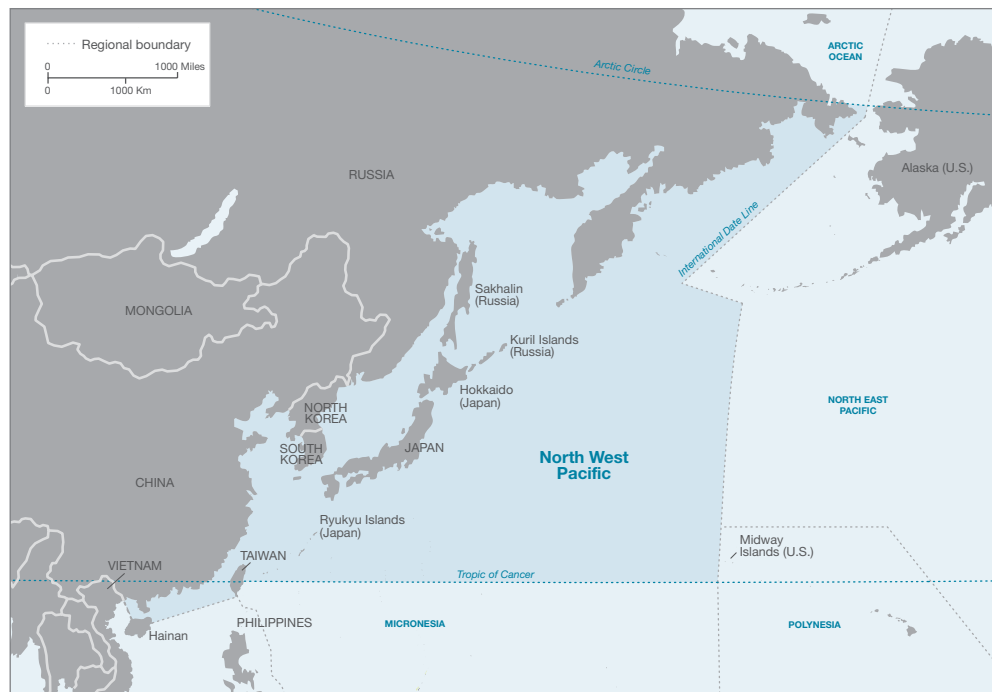 Regional boundary
0
1000 Miles
0
1000 Km
ARCTIC
OCEAN
Arctic Circle
Alaska (U.S.)
RUSSIA
International Date Line
Sakhalin
(Russia)
MONGOLIA
Kuril Islands
(Russia)
Hokkaido
(Japan)
NORTH EAST
PACIFIC
NORTH
KOREA
SOUTH
KOREA
JAPAN
North West
Pacific
CHINA
Ryukyu Islands
(Japan)
Midway
Islands (U.S.)
TAIWAN
VIETNAM
Tropic of Cancer
Hainan
PHILIPPINES
MICRONESIA
POLYNESIA